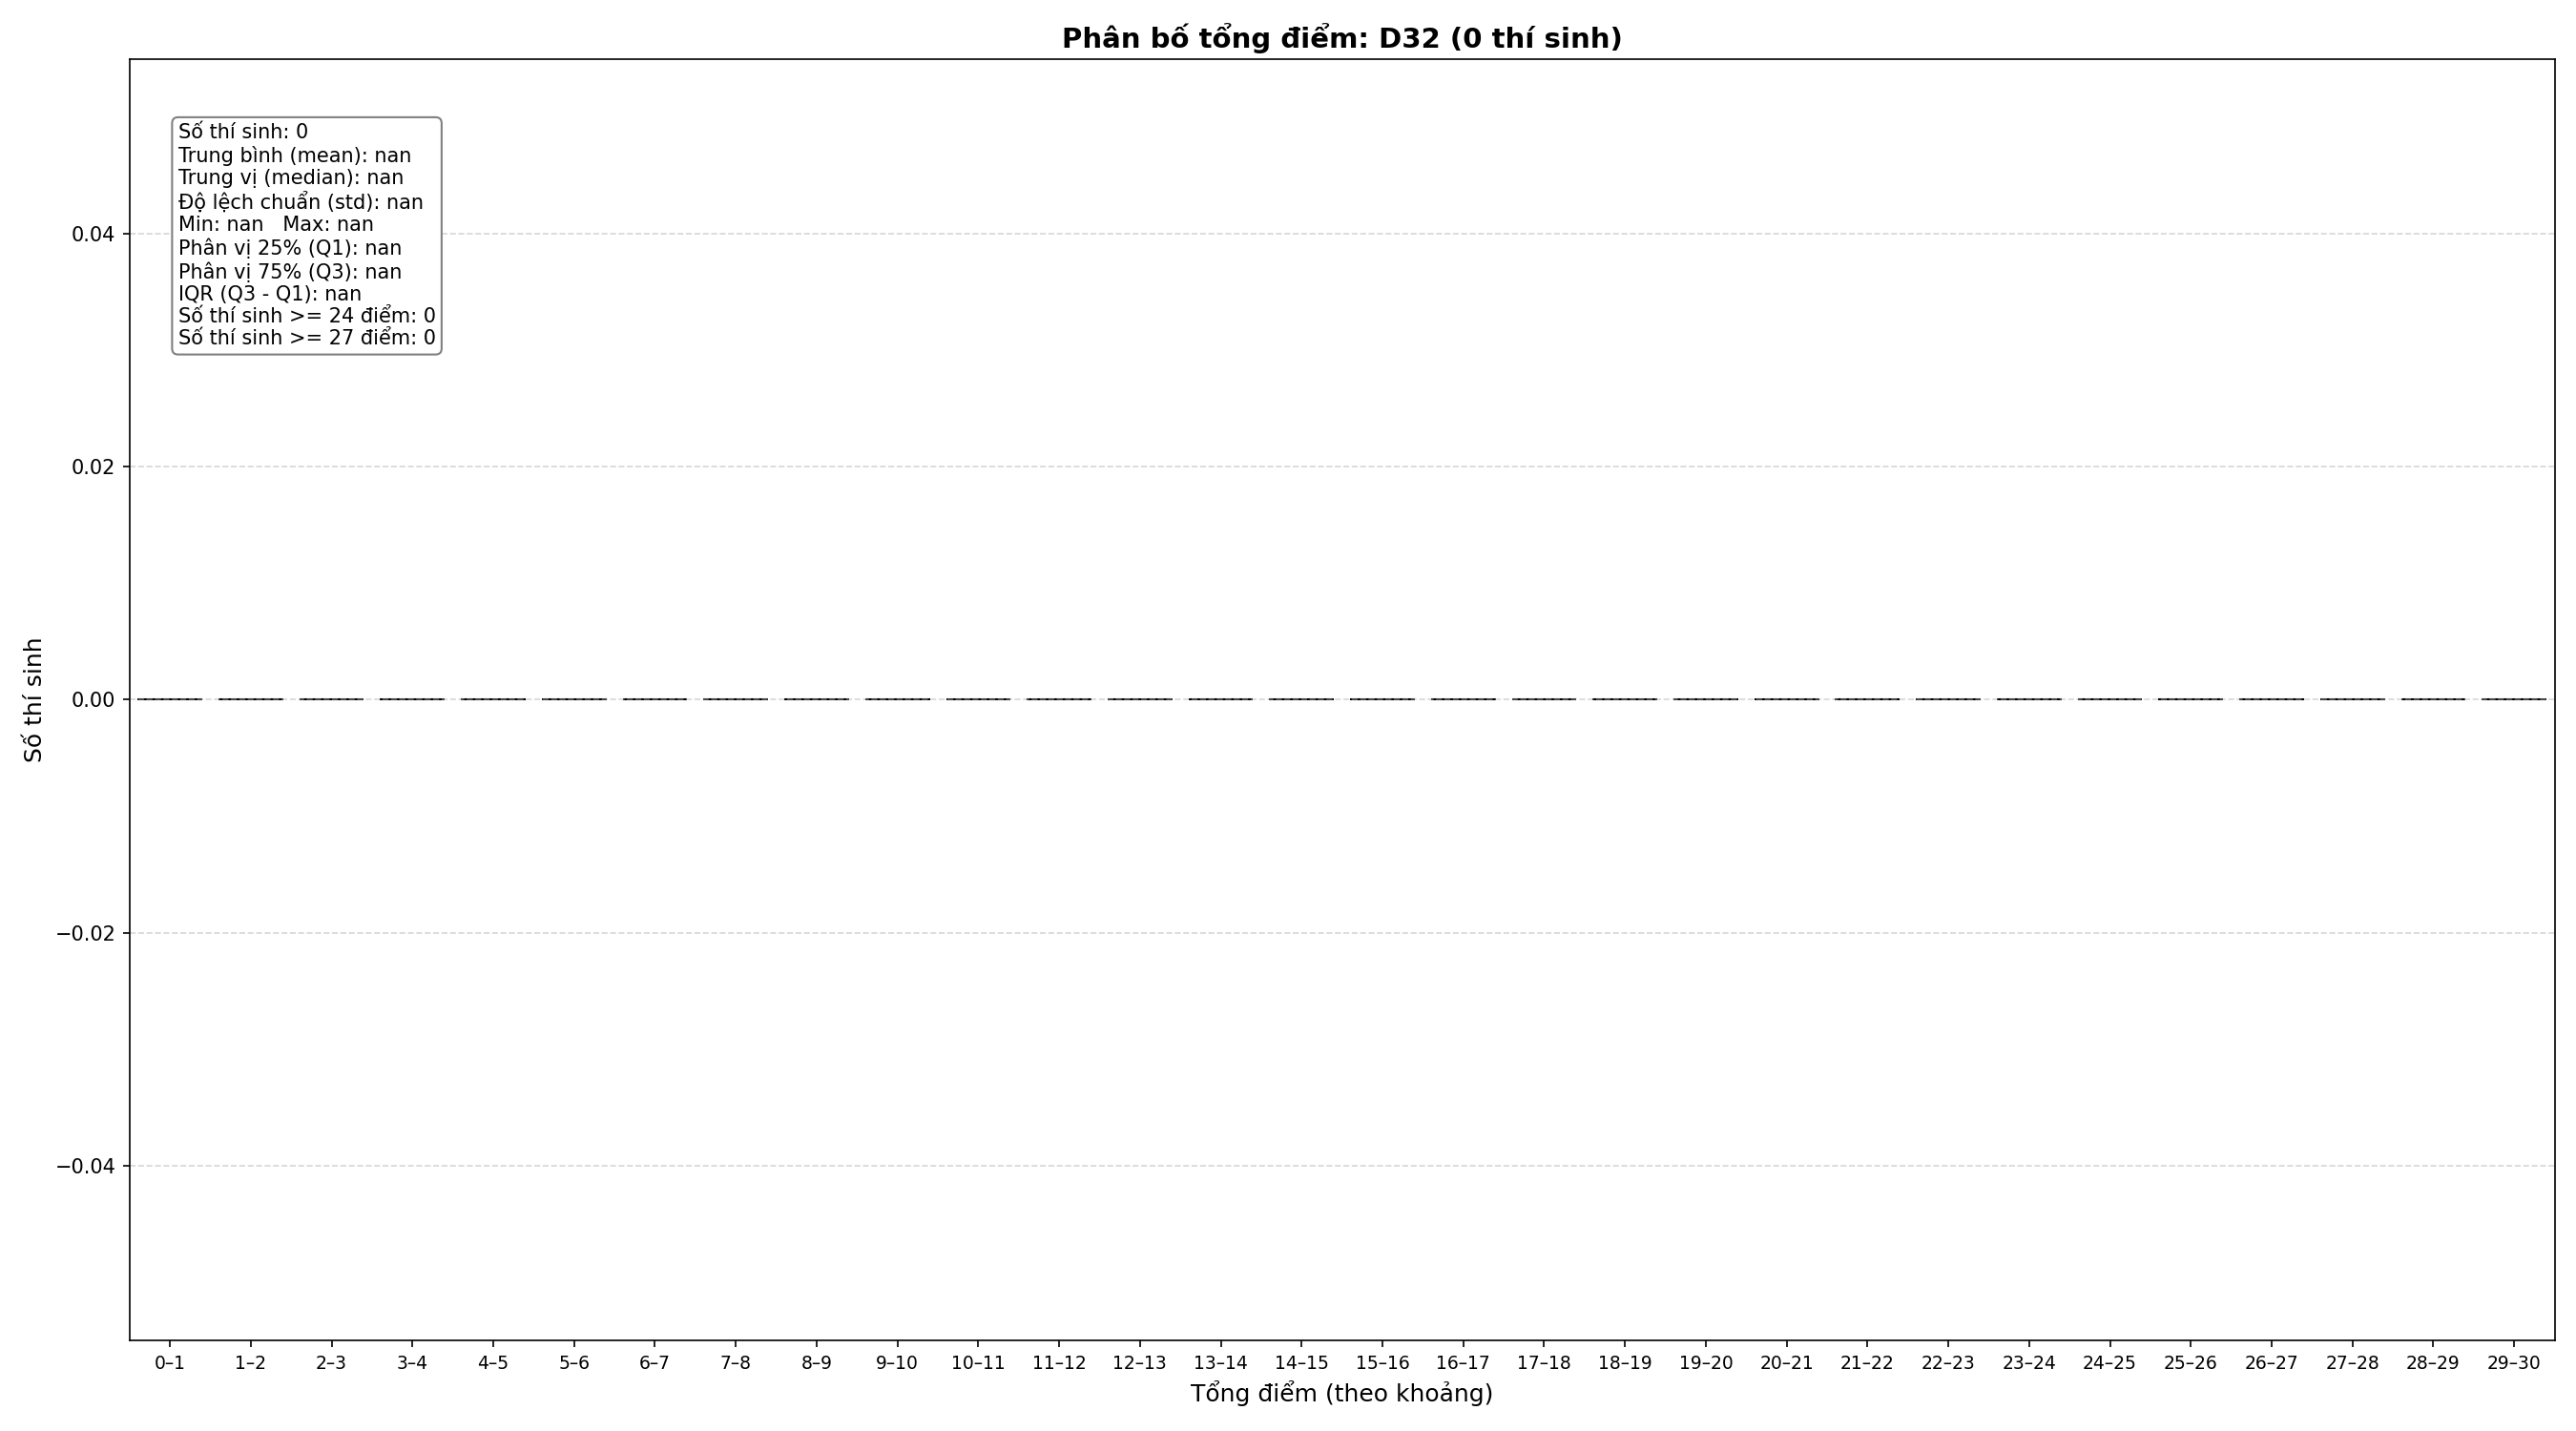 Phân bố tổng điểm: D32 (0 thí sinh)
Số thí sinh: 0
Trung bình (mean): nan
Trung vị (median): nan
Độ lệch chuẩn (std): nan
Min: nan   Max: nan
Phân vị 25% (Q1): nan
Phân vị 75% (Q3): nan
IQR (Q3 - Q1): nan
Số thí sinh >= 24 điểm: 0
Số thí sinh >= 27 điểm: 0
0.04
0.02
0.00
−0.02
−0.04
Số thí sinh
0–1 1–2 2–3 3–4 4–5 5–6 6–7 7–8 8–9 9–10 10–11 11–12 12–13 13–14 14–15 15–16 16–17 17–18 18–19 19–20 20–21 21–22 22–23 23–24 24–25 25–26 26–27 27–28 28–29 29–30
Tổng điểm (theo khoảng)